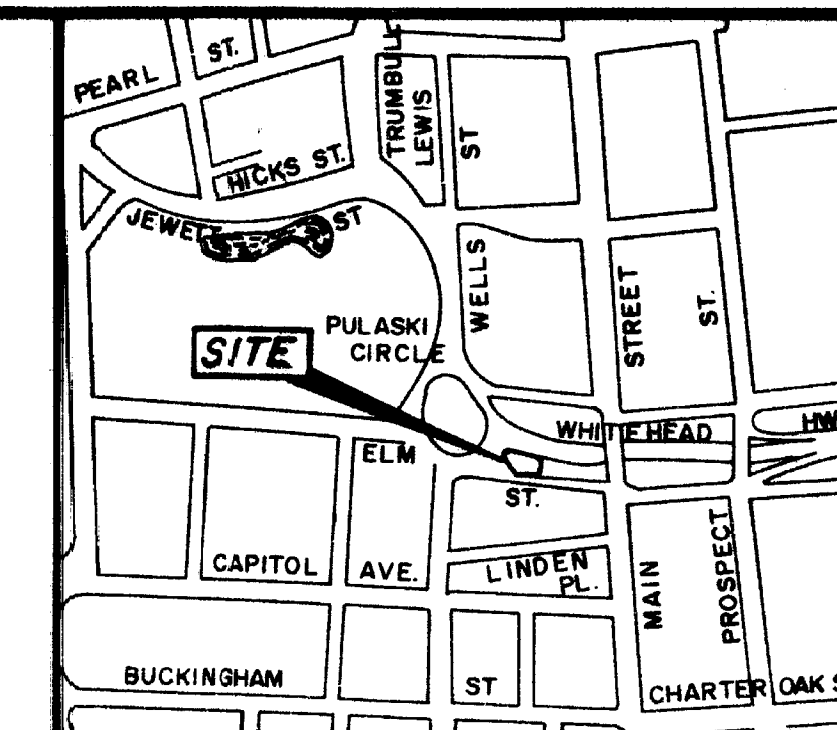 PEARL ST.
TRUMBULL
LEWIS
ST
HICKS ST.
JEWELL ST
WELLS
STREET
ST.
PULASKI
CIRCLE
SITE
WHITEHEAD HW
ELM
ST.
CAPITOL AVE.
LINDEN
PL.
MAIN
PROSPECT
BUCKINGHAM ST
CHARTER OAK S